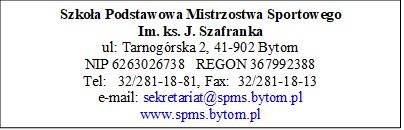 Szkoła Podstawowa Mistrzostwa Sportowego
Im. ks. J. Szafranka
ul: Tarnogórska 2, 41-902 Bytom
NIP 6263026738 REGON 367992388
Tel: 32/281-18-81, Fax: 32/281-18-13
e-mail: sekretariat@spms.bytom.pl
www.spms.bytom.pl